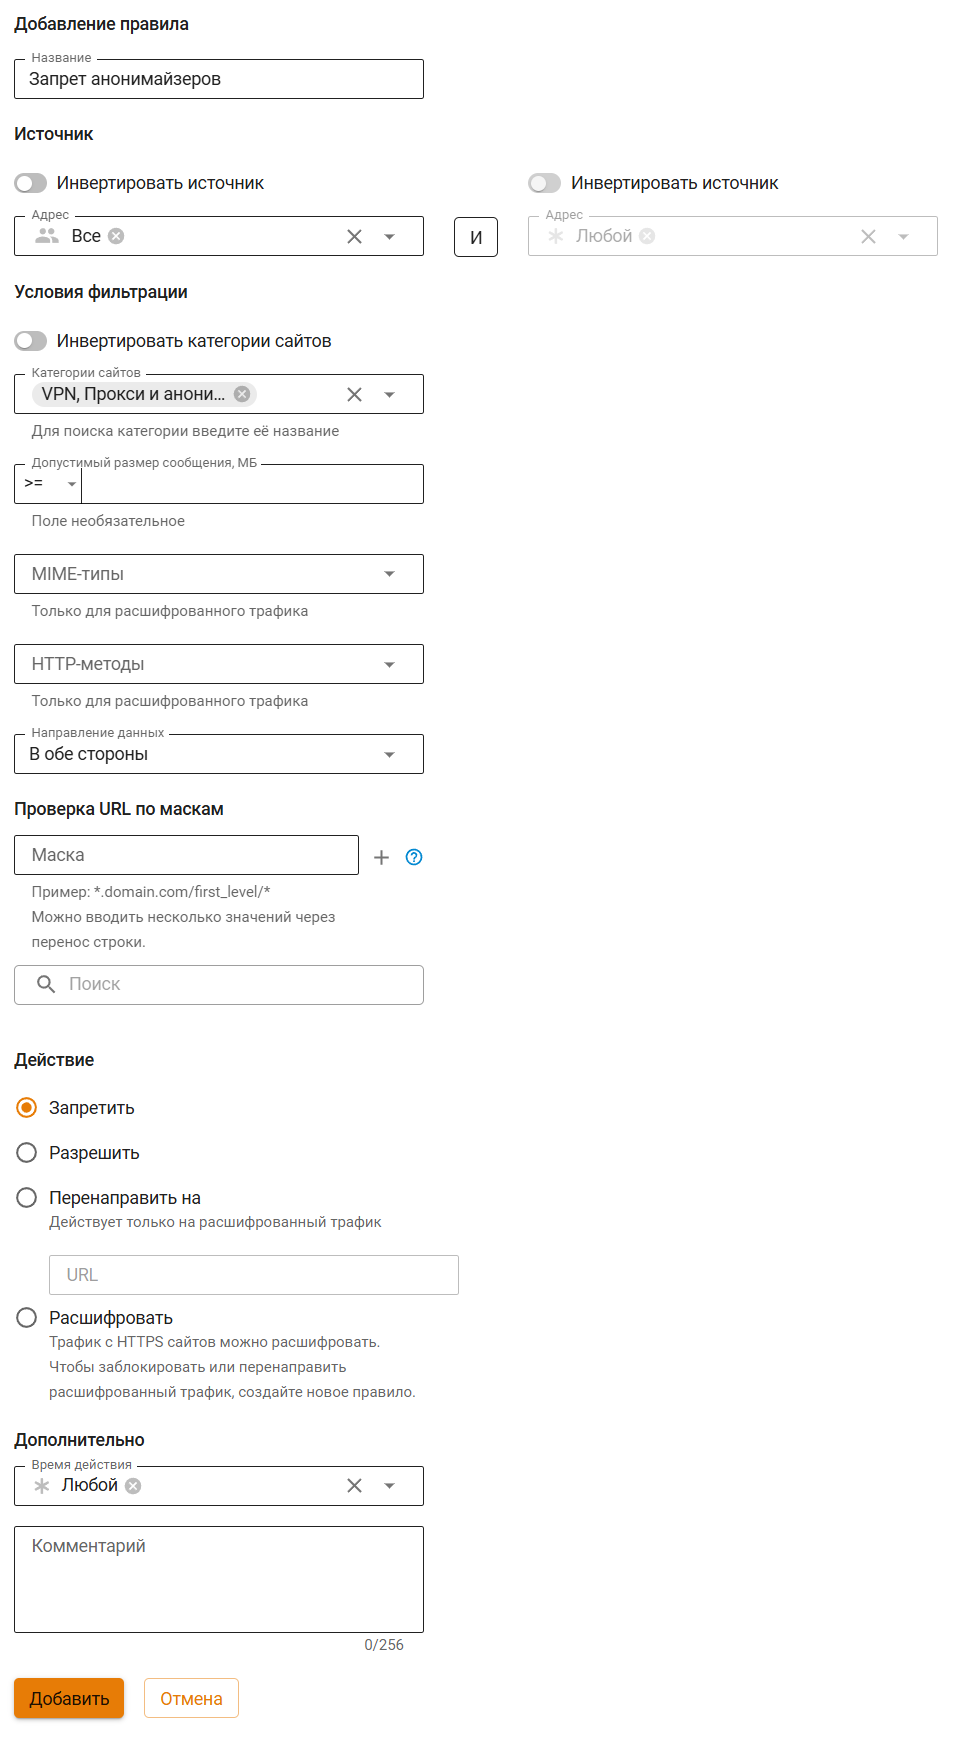 Добавление правила
Название
Запрет анонимайзеров
Источник
Инвертировать источник
Инвертировать источник
Адрес
Все
И
Адрес
Любой
Условия фильтрации
Инвертировать категории сайтов
Категории сайтов
VPN, Прокси и анони...
Для поиска категории введите её название
Допустимый размер сообщения, МБ
>=
Поле необязательное
MIME-типы
Только для расшифрованного трафика
HTTP-методы
Только для расшифрованного трафика
Направление данных
В обе стороны
Проверка URL по маскам
Маска
Пример: *.domain.com/first_level/*
Можно вводить несколько значений через
перенос строки.
Поиск
Действие
Запретить
Разрешить
Перенаправить на
Действует только на расшифрованный трафик
URL
Расшифровать
Трафик с HTTPS сайтов можно расшифровать.
Чтобы заблокировать или перенаправить
расшифрованный трафик, создайте новое правило.
Дополнительно
Время действия
Любой
Комментарий
0/256
Добавить
Отмена